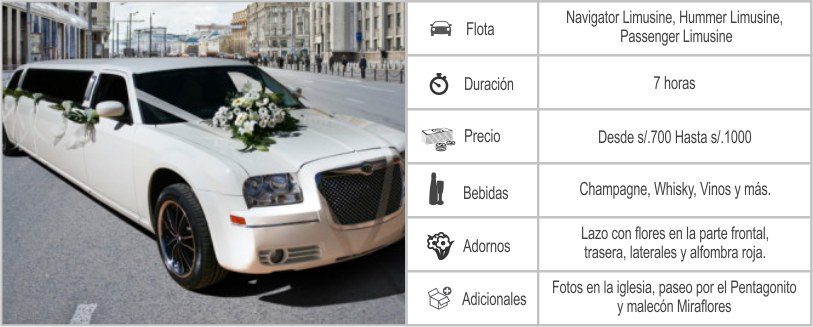 Flota
Navigator Limusine, Hummer Limusine,
Passenger Limusine
Duración
7 horas
Precio
Desde s/.700 Hasta s/.1000
Bebidas
Champagne, Whisky, Vinos y más.
Adornos
Lazo con flores en la parte frontal,
trasera, laterales y alfombra roja.
Adicionales
Fotos en la iglesia, paseo por el Pentagonito
y malecón Miraflores